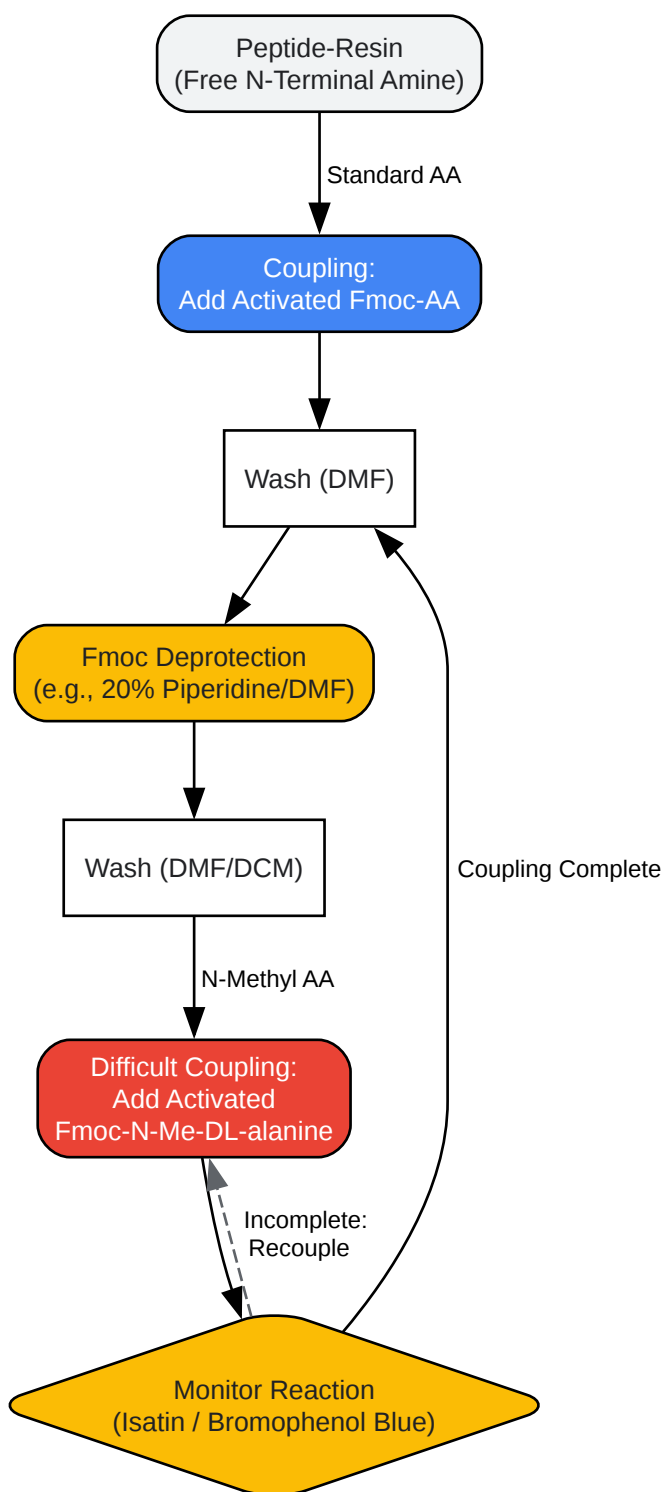 Peptide-Resin
(Free N-Terminal Amine)
Standard AA
Coupling:
Add Activated Fmoc-AA
Wash (DMF)
Fmoc Deprotection
(e.g., 20% Piperidine/DMF)
Wash (DMF/DCM)
Coupling Complete
N-Methyl AA
Difficult Coupling:
Add Activated
Fmoc-N-Me-DL-alanine
Incomplete:
Recouple
Monitor Reaction
(Isatin / Bromophenol Blue)